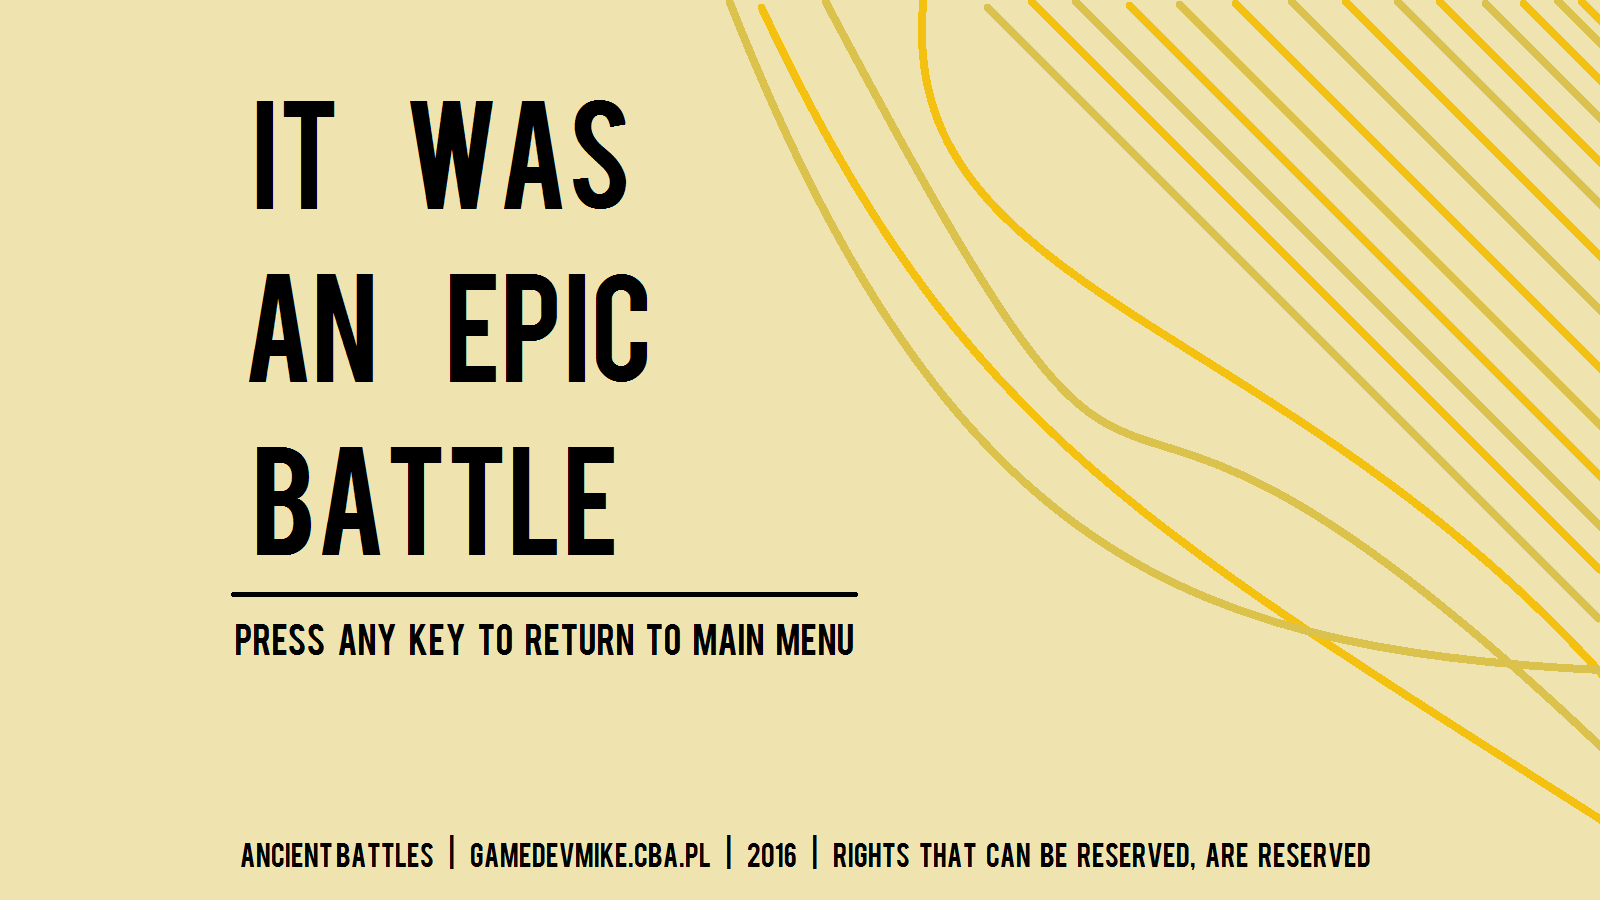 IT WAS
AN EPIC
BATTLE
PRESS ANY KEY TO RETURN TO MAIN MENU
ANCIENT BATTLES | GAMEDEVMIKE.CBA.PL | 2016 | RIGHTS THAT CAN BE RESERVED, ARE RESERVED